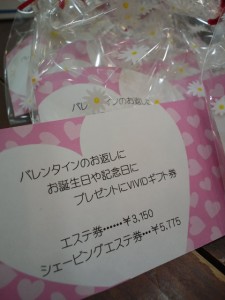 バレンタインのお返し
バレンタインのお返しに
お誕生日や記念日に
プレゼントにVIVIDギフト券
エステ券……￥3,150
シェービングエステ券…￥5,775